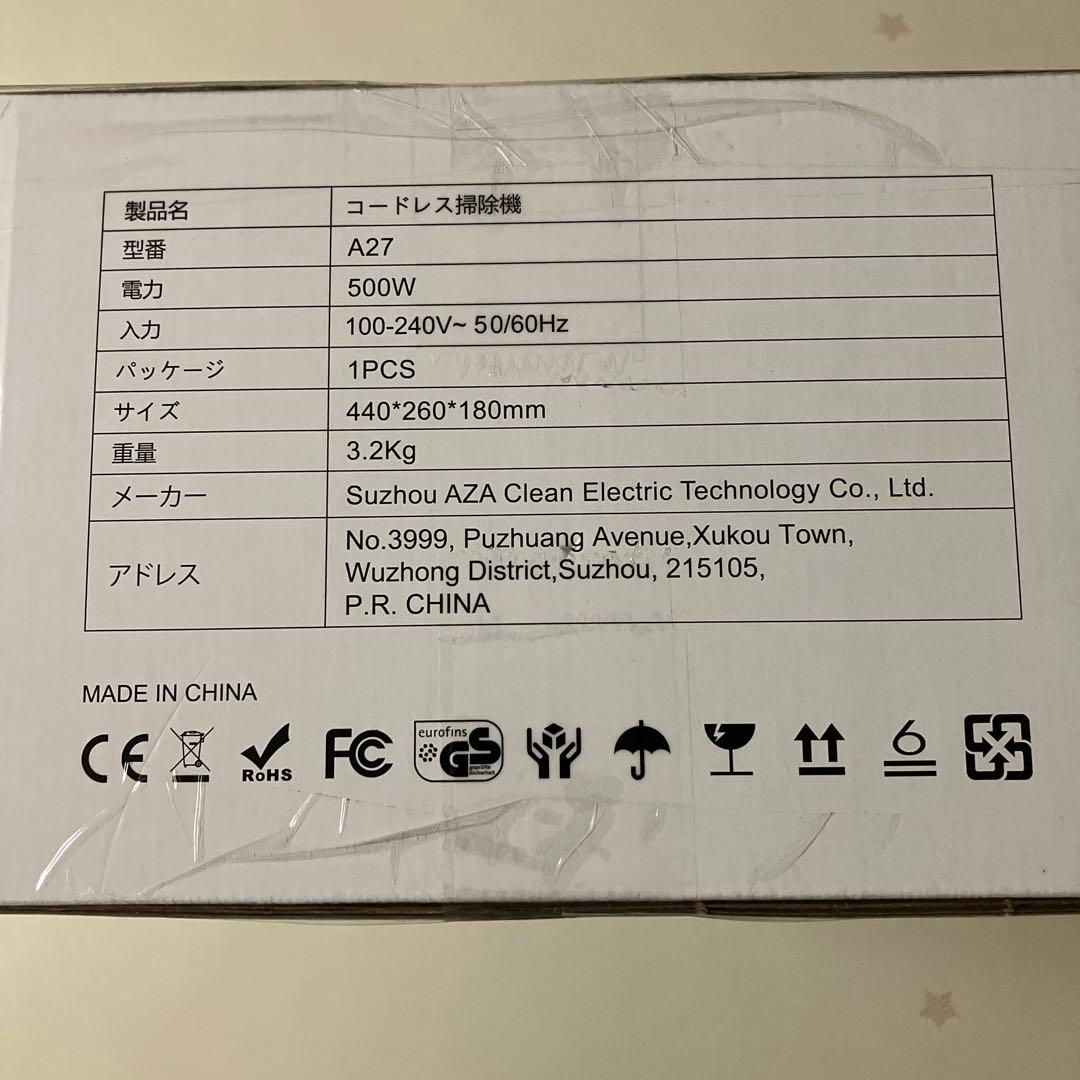 製品名 コードレス掃除機
型番 A27
電力 500W
入力 100-240V~ 50/60Hz
パッケージ 1PCS
サイズ 440*260*180mm
重量 3.2Kg
メーカー Suzhou AZA Clean Electric Technology Co., Ltd.
アドレス No.3999, Puzhuang Avenue,Xukou Town,
Wuzhong District,Suzhou, 215105,
P.R. CHINA
MADE IN CHINA
CE RoHS FC eurofins GS geprüfte Sicherheit 6